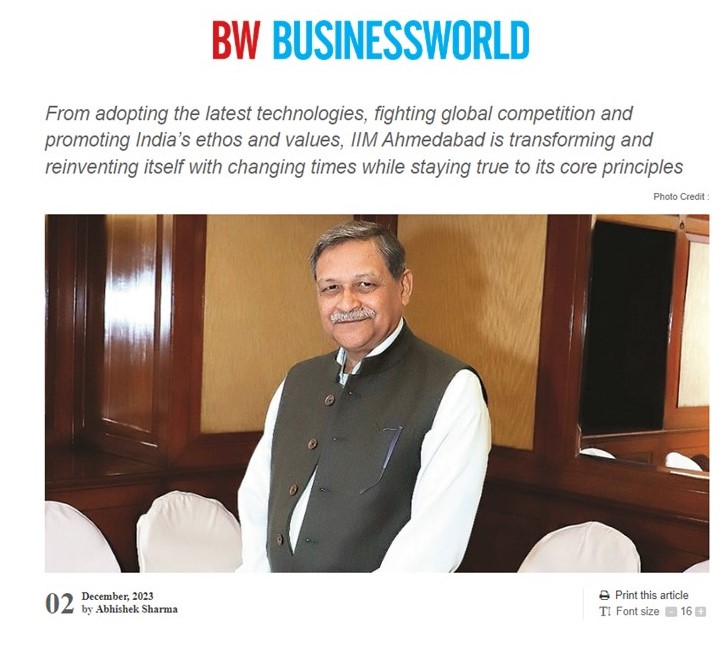 BW BUSINESSWORLD
From adopting the latest technologies, fighting global competition and
promoting India's ethos and values, IIM Ahmedabad is transforming and
reinventing itself with changing times while staying true to its core principles
Photo Credit :
02 December, 2023
by Abhishek Sharma
Print this article
T! Font size - 16 +